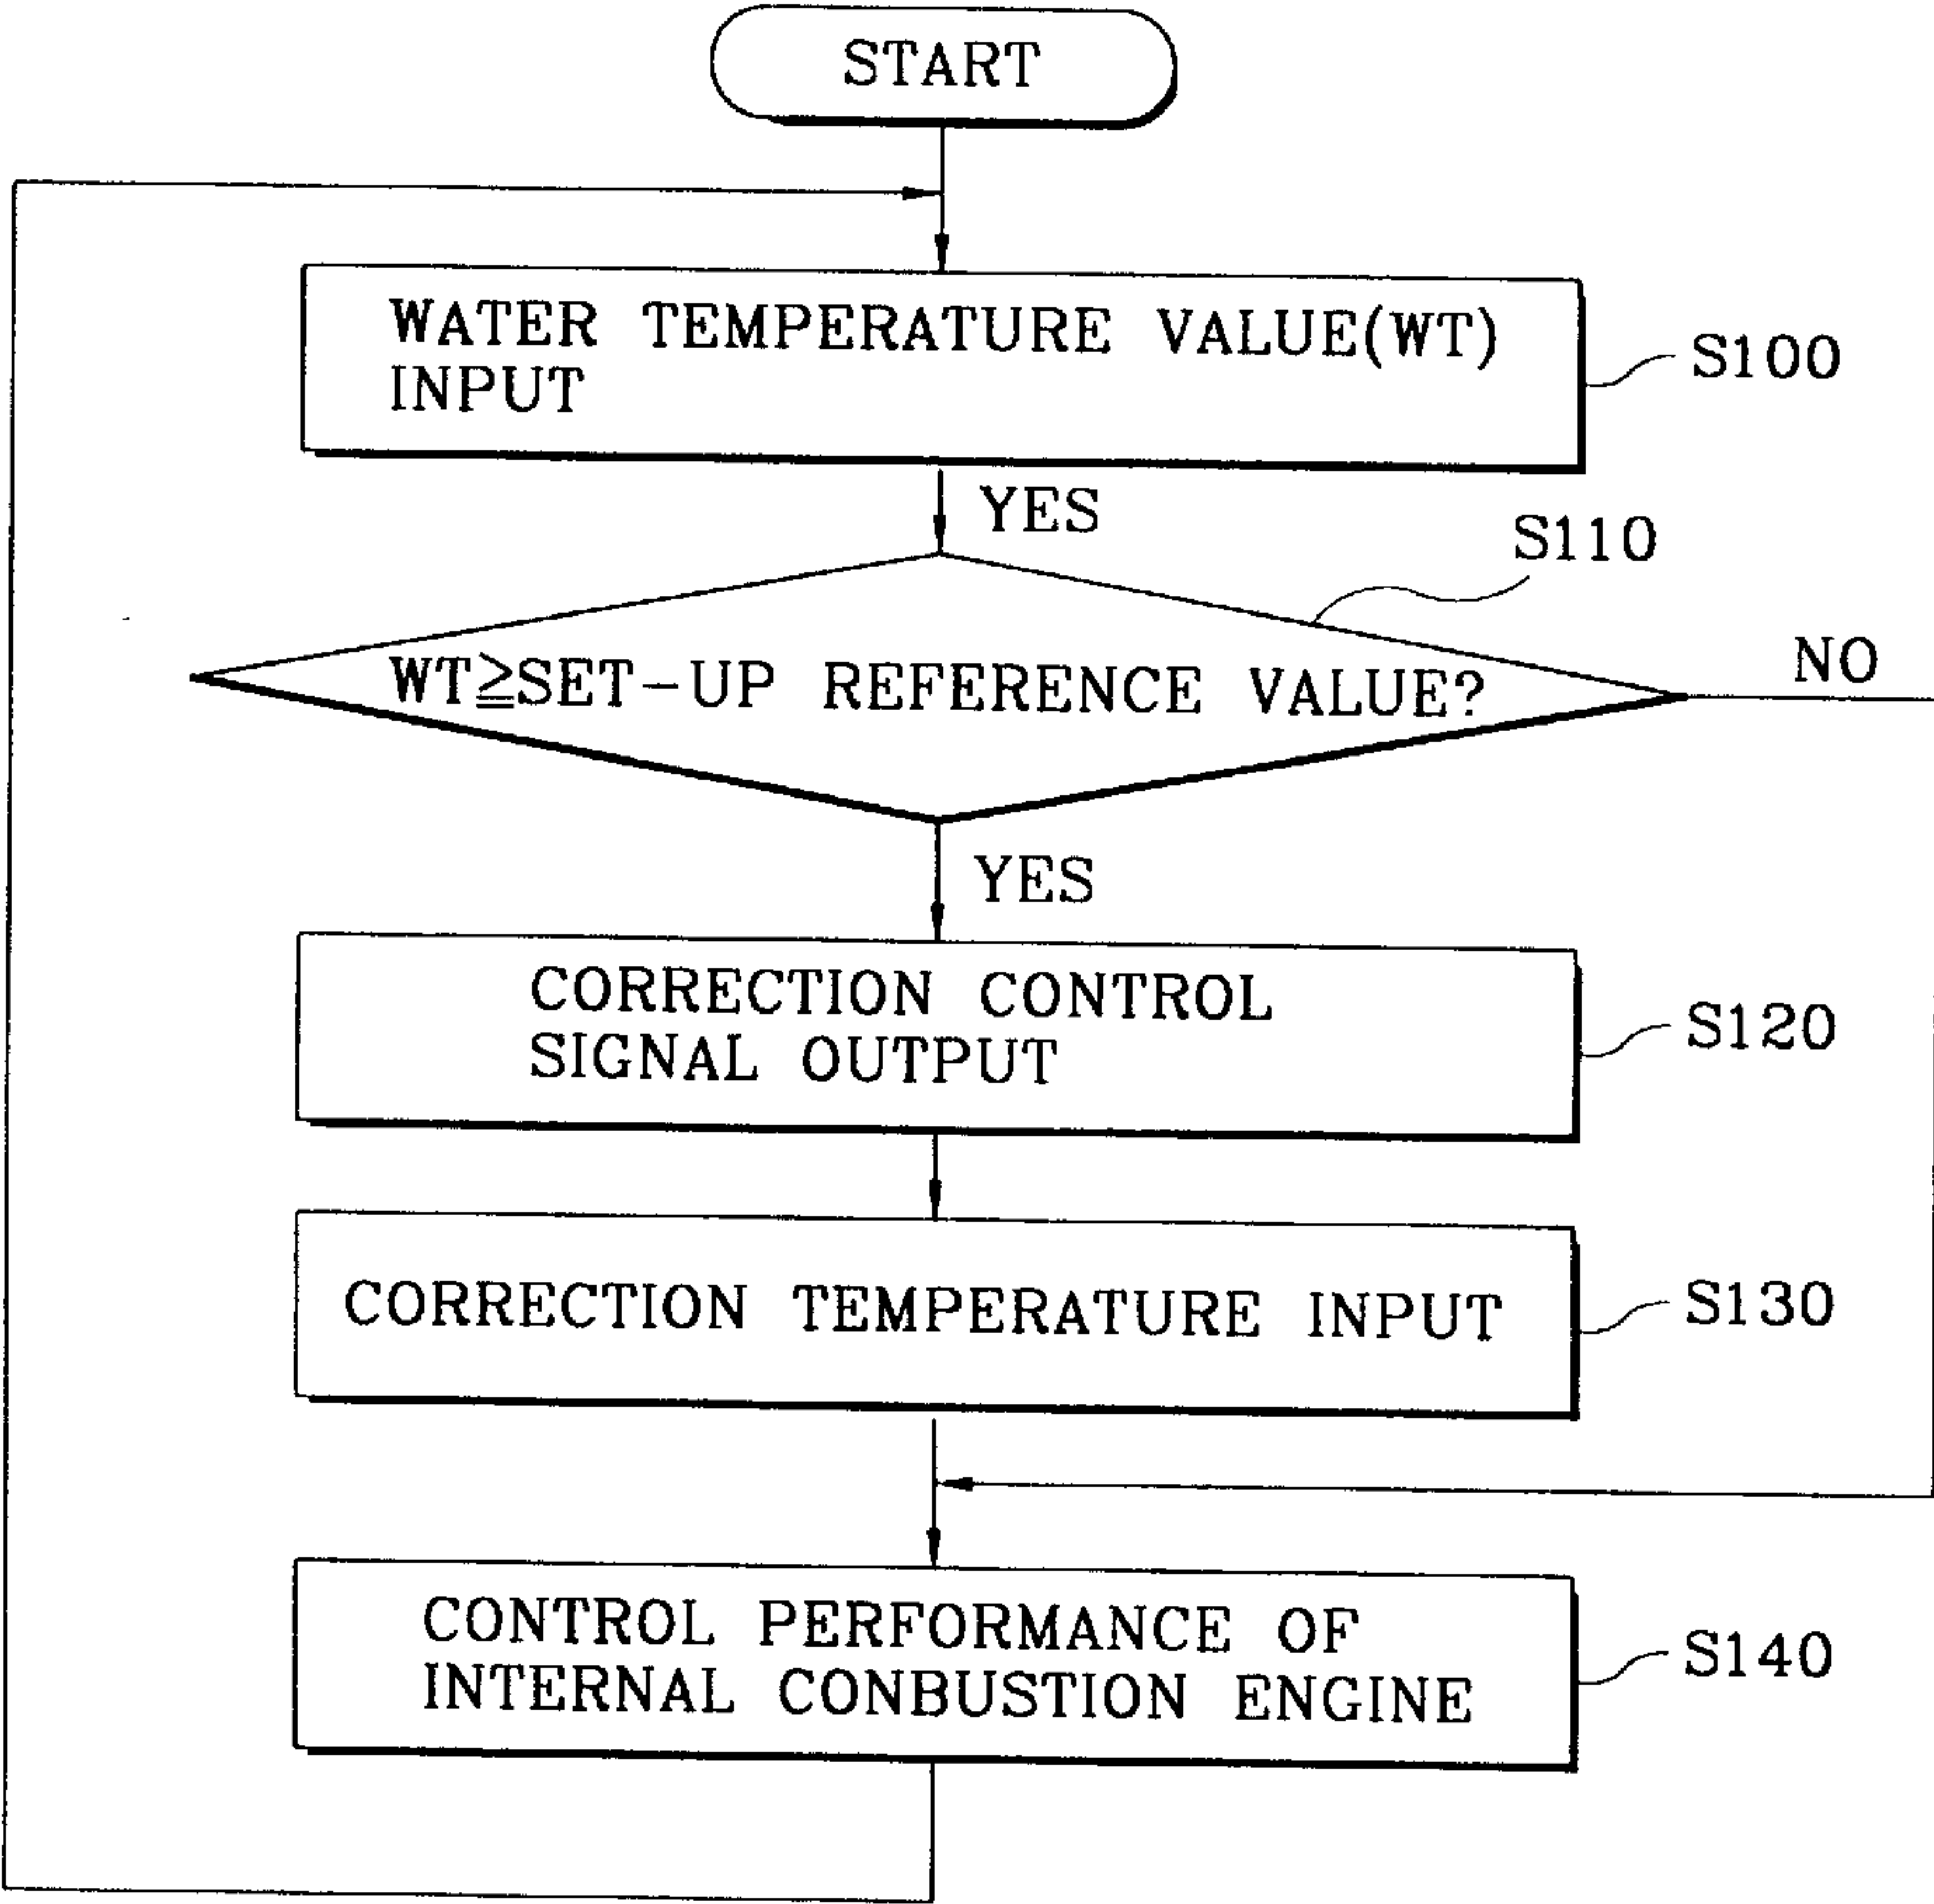 START
WATER TEMPERATURE VALUE(WT)
INPUT
S100
YES
S110
WT≧SET-UP REFERENCE VALUE?
NO
YES
CORRECTION CONTROL
SIGNAL OUTPUT
S120
CORRECTION TEMPERATURE INPUT
S130
CONTROL PERFORMANCE OF
INTERNAL CONBUSTION ENGINE
S140